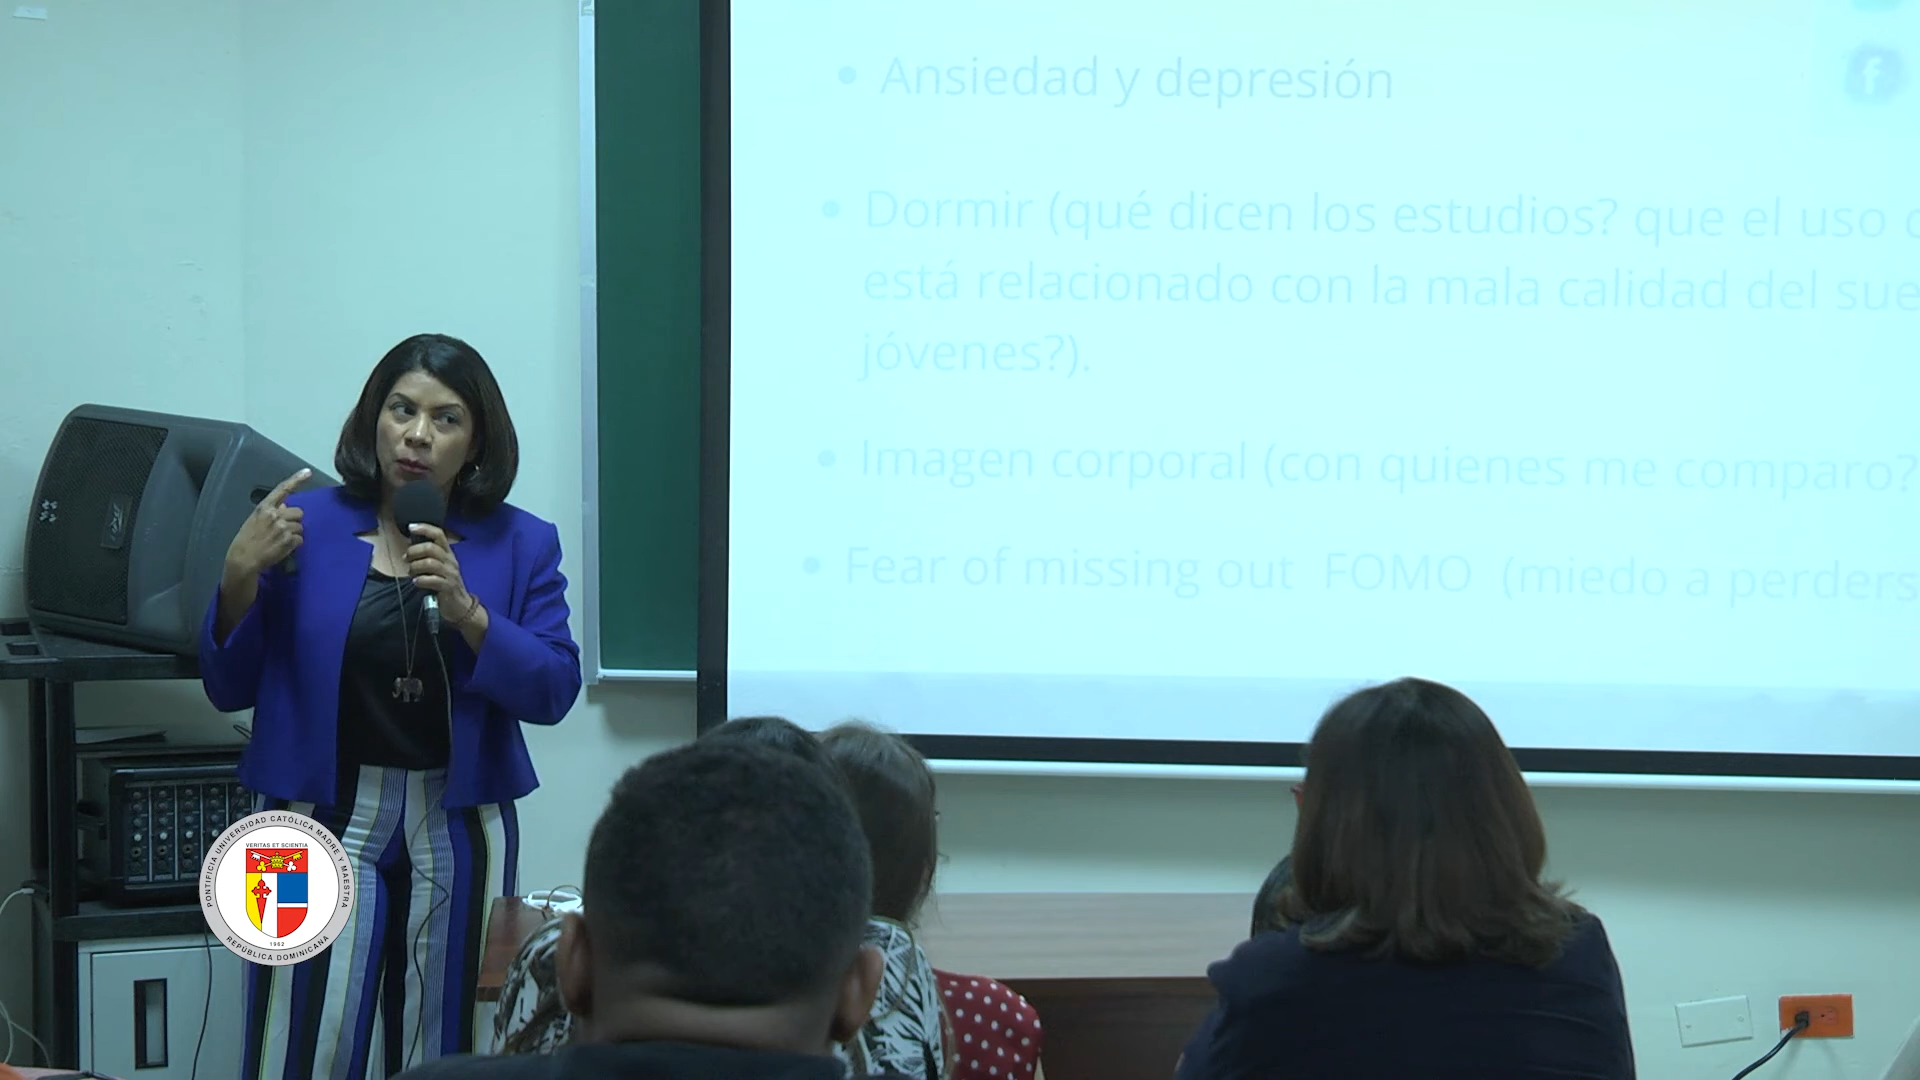 • Ansiedad y depresión
• Dormir (qué dicen los estudios? que el uso
está relacionado con la mala calidad del sue
jóvenes?).
• Imagen corporal (con quienes me comparo?
• Fear of missing out FOMO (miedo a perders
f
PONTIFICIA UNIVERSIDAD CATÓLICA MADRE Y MAESTRA
VERITAS ET SCIENTIA
1962
REPÚBLICA DOMINICANA